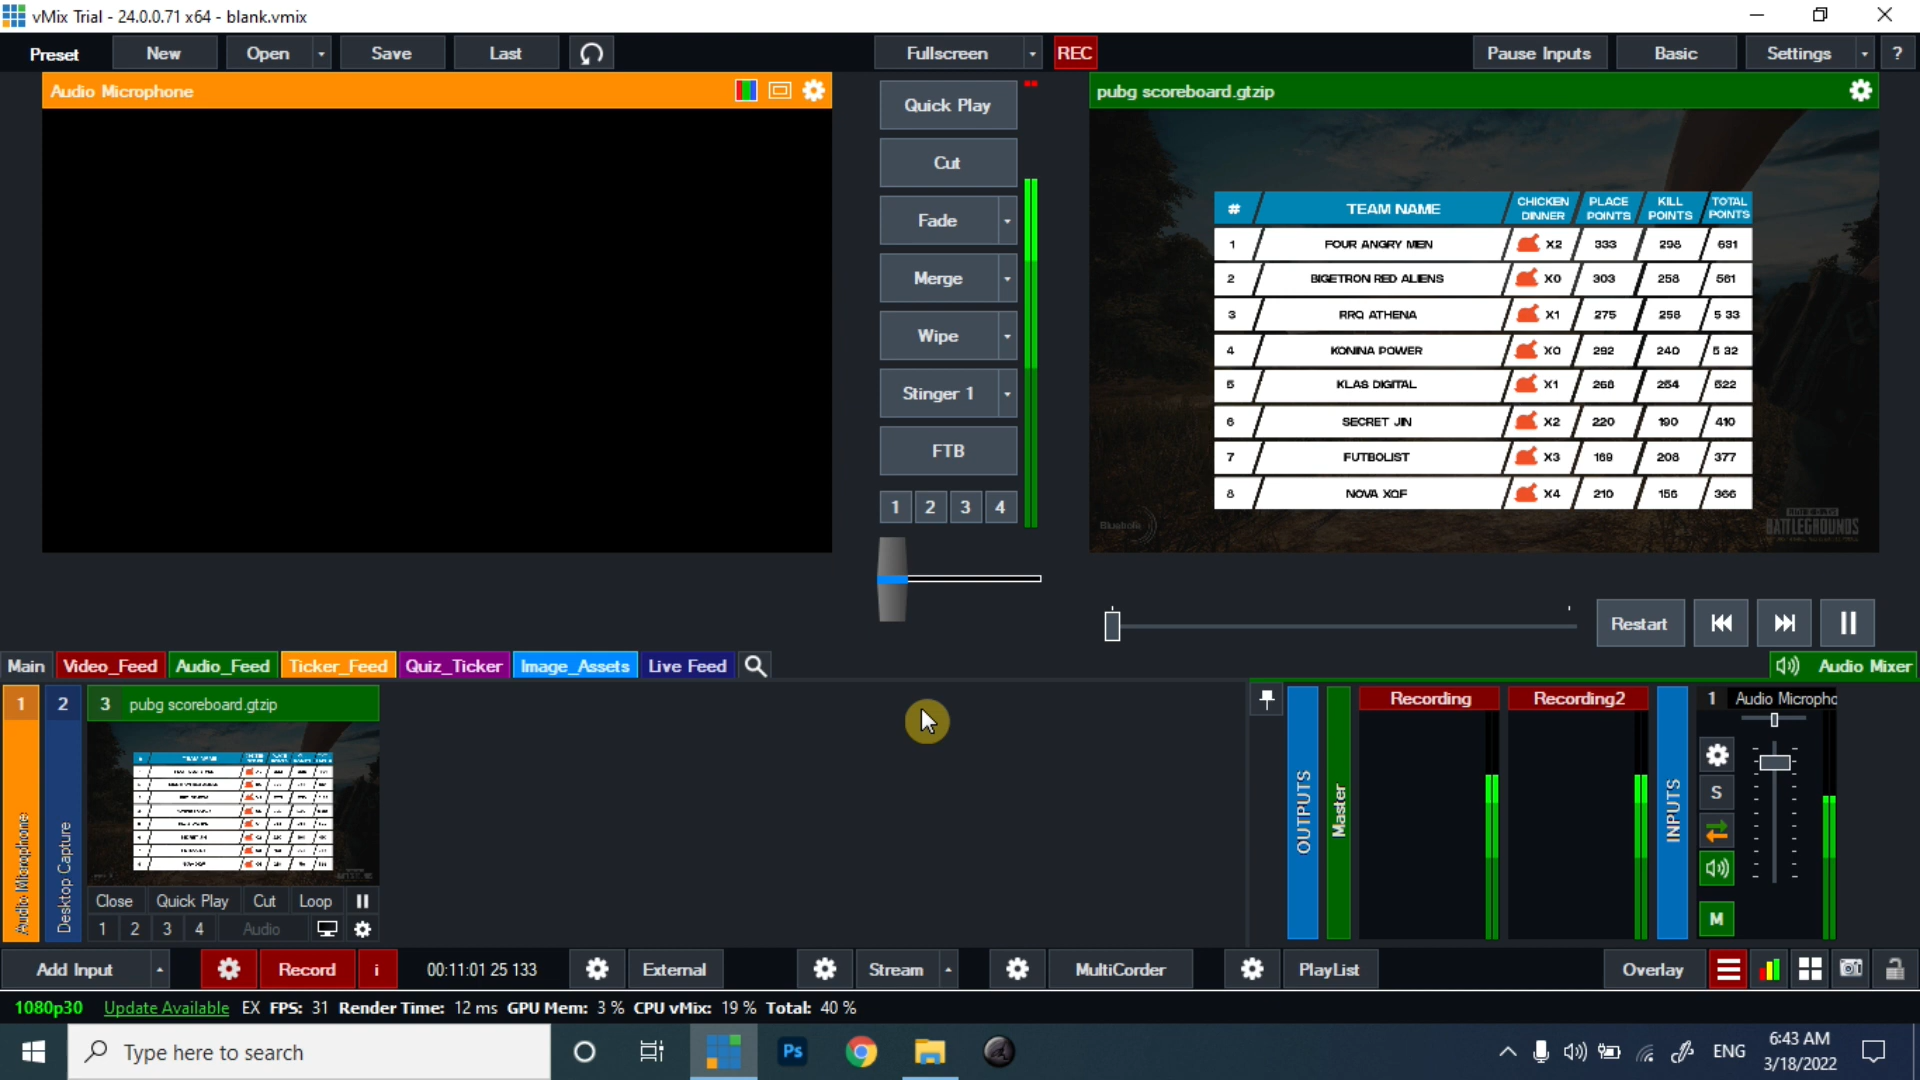 vMix Trial - 24.0.0.71 x64 - blank.vmix
Preset New Open Save Last Fullscreen REC Pause Inputs Basic Settings ?
Audio Microphone
Quick Play
Cut
Fade
Merge
Wipe
Stinger 1
FTB
1 2 3 4
pubg scoreboard.gtzip
# TEAM NAME CHICKEN DINNER PLACE POINTS KILL POINTS TOTAL POINTS
1 FOUR ANGRY MEN X2 333 298 631
2 BIGETRON RED ALIENS X0 303 258 561
3 RRQ ATHENA X1 275 258 5 33
4 KONINA POWER X0 292 240 5 32
5 KLAS DIGITAL X1 268 254 522
6 SECRET JIN X2 220 190 410
7 FUTBOLIST X3 169 208 377
8 NOVA XQF X4 210 156 366
Bluehole
BATTLEGROUNDS
Restart
Main Video_Feed Audio_Feed Ticker_Feed Quiz_Ticker Image_Assets Live Feed Audio Mixer
1
Audio Microphone
2
Desktop Capture
3 pubg scoreboard.gtzip
Close Quick Play Cut Loop
1 2 3 4 Audio
OUTPUTS
Master
Recording
Recording2
INPUTS
1 Audio Micropho
S
M
Add Input Record i 00:11:01 25 133 External Stream MultiCorder PlayList Overlay
1080p30 Update Available EX FPS: 31 Render Time: 12 ms GPU Mem: 3 % CPU vMix: 19 % Total: 40 %
Type here to search
Ps
ENG
6:43 AM
3/18/2022